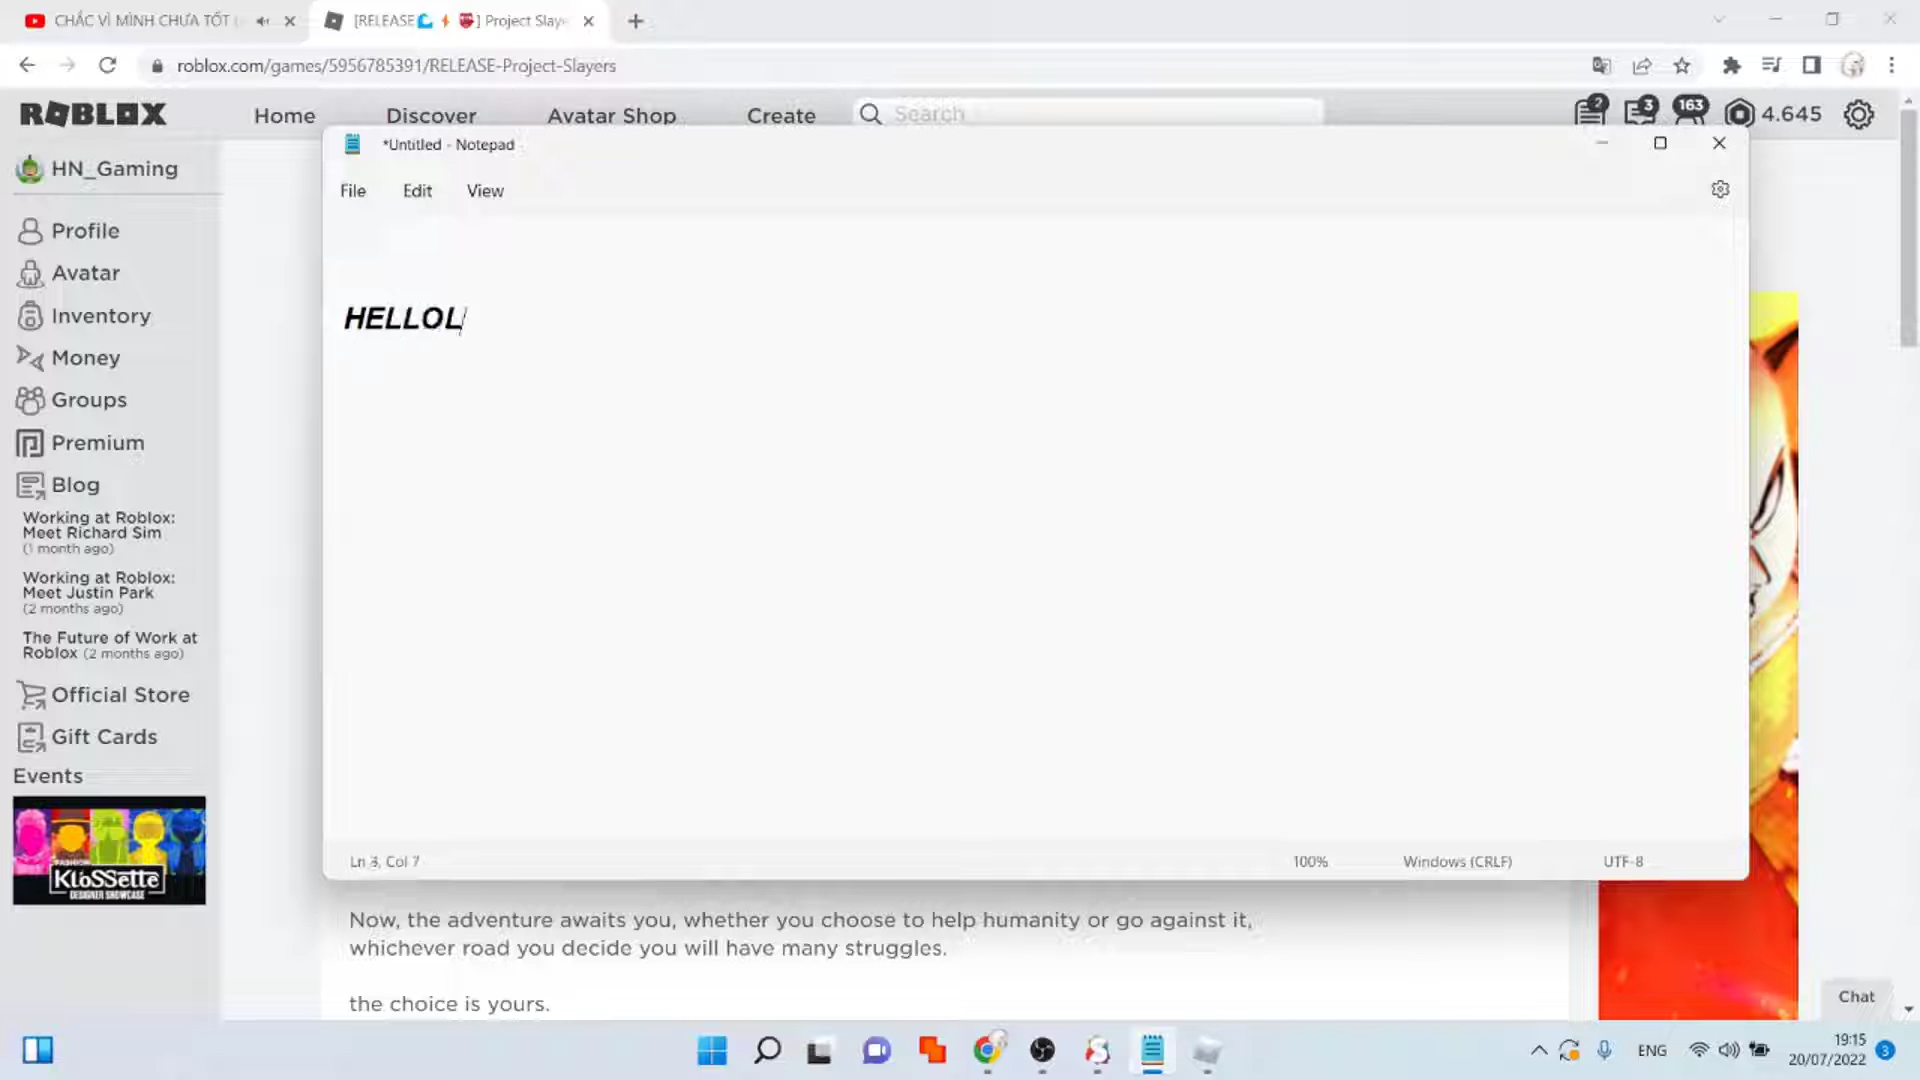 CHẮC VÌ MÌNH CHƯA TỐT
[RELEASE🌊⚡👹] Project Slay
roblox.com/games/5956785391/RELEASE-Project-Slayers
ROBLOX
Home
Discover
Avatar Shop
Create
Search
2
3
163
4.645
*Untitled - Notepad
HN_Gaming
File
Edit
View
Profile
Avatar
Inventory
HELLOL
Money
Groups
Premium
Blog
Working at Roblox:
Meet Richard Sim
(1 month ago)
Working at Roblox:
Meet Justin Park
(2 months ago)
The Future of Work at
Roblox (2 months ago)
Official Store
Gift Cards
Events
KloSSette
DESIGNER SHOWCASE
Ln 3, Col 7
100%
Windows (CRLF)
UTF-8
Now, the adventure awaits you, whether you choose to help humanity or go against it,
whichever road you decide you will have many struggles.
the choice is yours.
Chat
ENG
19:15
20/07/2022
3